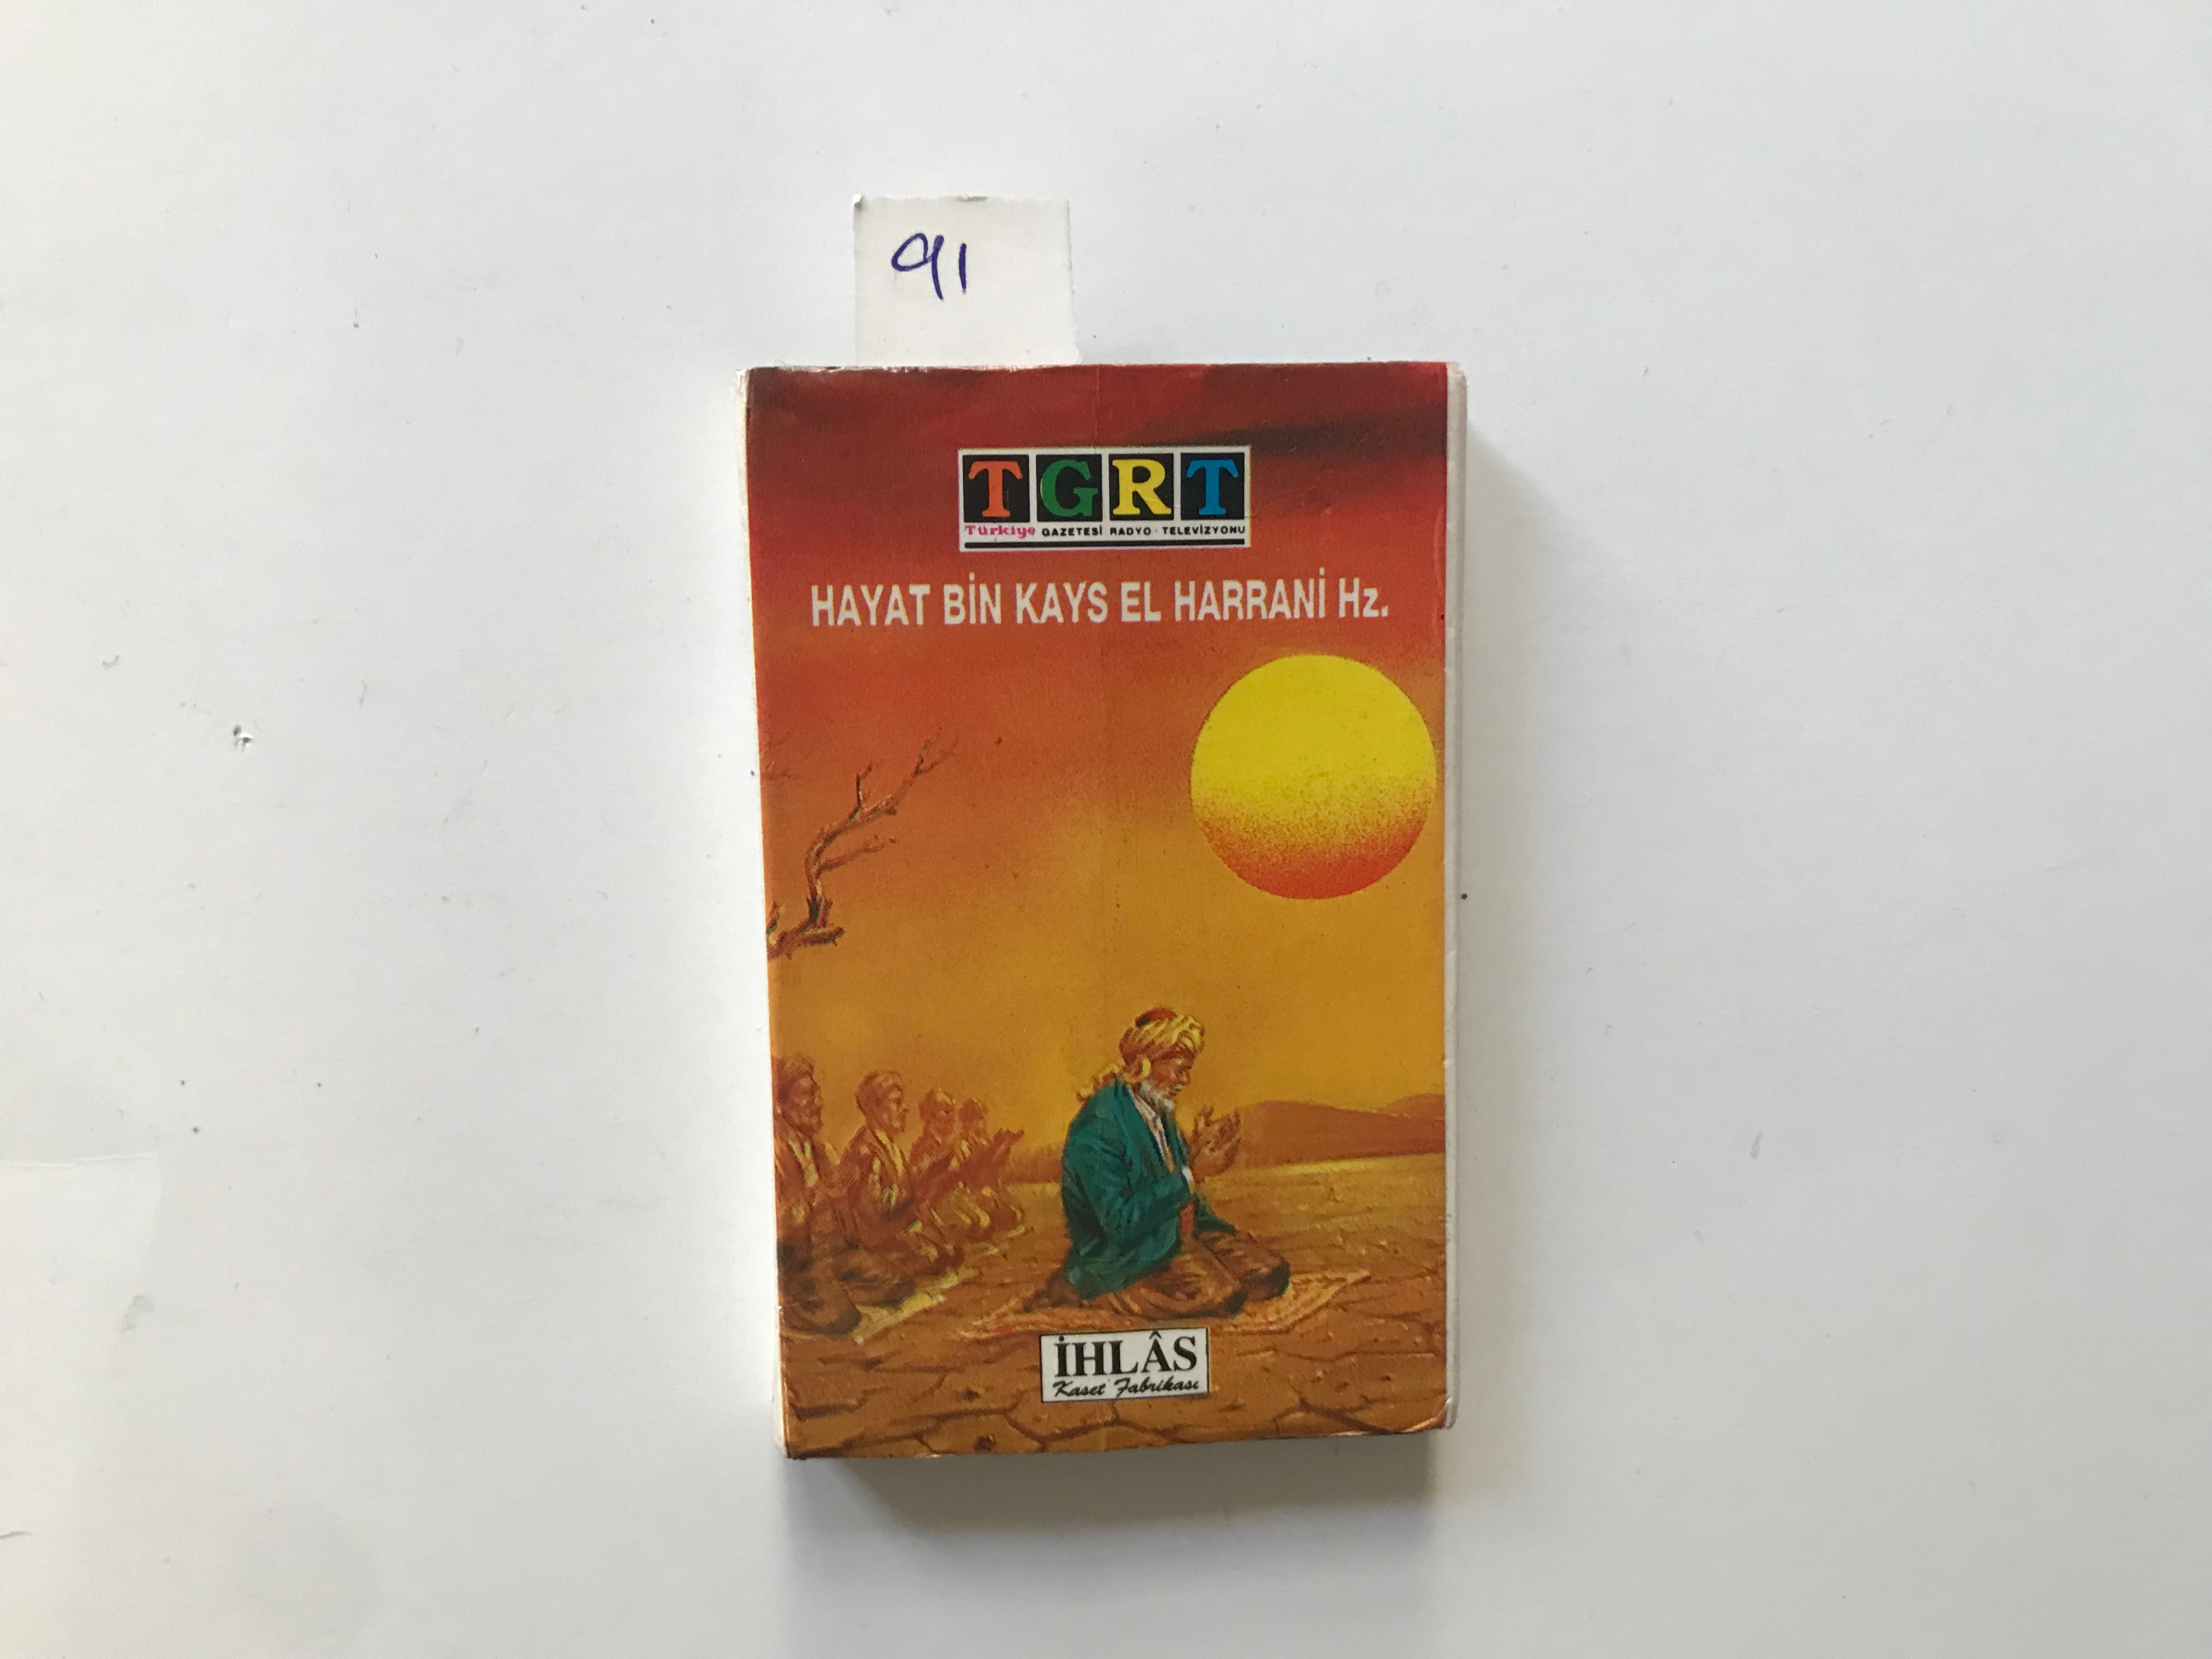 91
TGRT
Türkiye GAZETESİ RADYO - TELEVİZYONU
HAYAT BİN KAYS EL HARRANİ Hz.
İHLÂS
Kaset Fabrikası